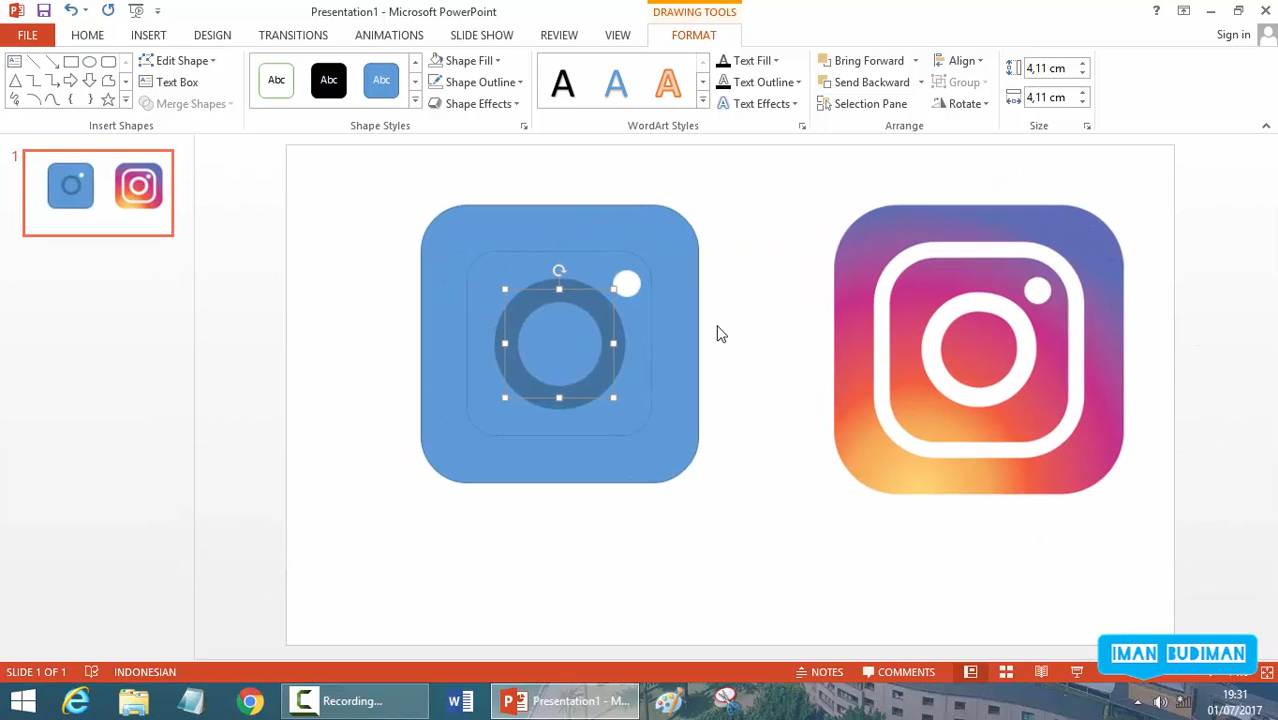 Presentation1 - Microsoft PowerPoint
DRAWING TOOLS
?
FILE
HOME
INSERT
DESIGN
TRANSITIONS
ANIMATIONS
SLIDE SHOW
REVIEW
VIEW
FORMAT
Sign in
Edit Shape
Text Box
Merge Shapes
Insert Shapes
Abc
Abc
Abc
Shape Fill
Shape Outline
Shape Effects
Shape Styles
A
A
A
Text Fill
Text Outline
Text Effects
WordArt Styles
Bring Forward
Send Backward
Selection Pane
Align
Group
Rotate
Arrange
4,11 cm
4,11 cm
Size
1
IMAN BUDIMAN
SLIDE 1 OF 1
INDONESIAN
NOTES
COMMENTS
Recording...
Presentation1 - M...
19:31
01/07/2017